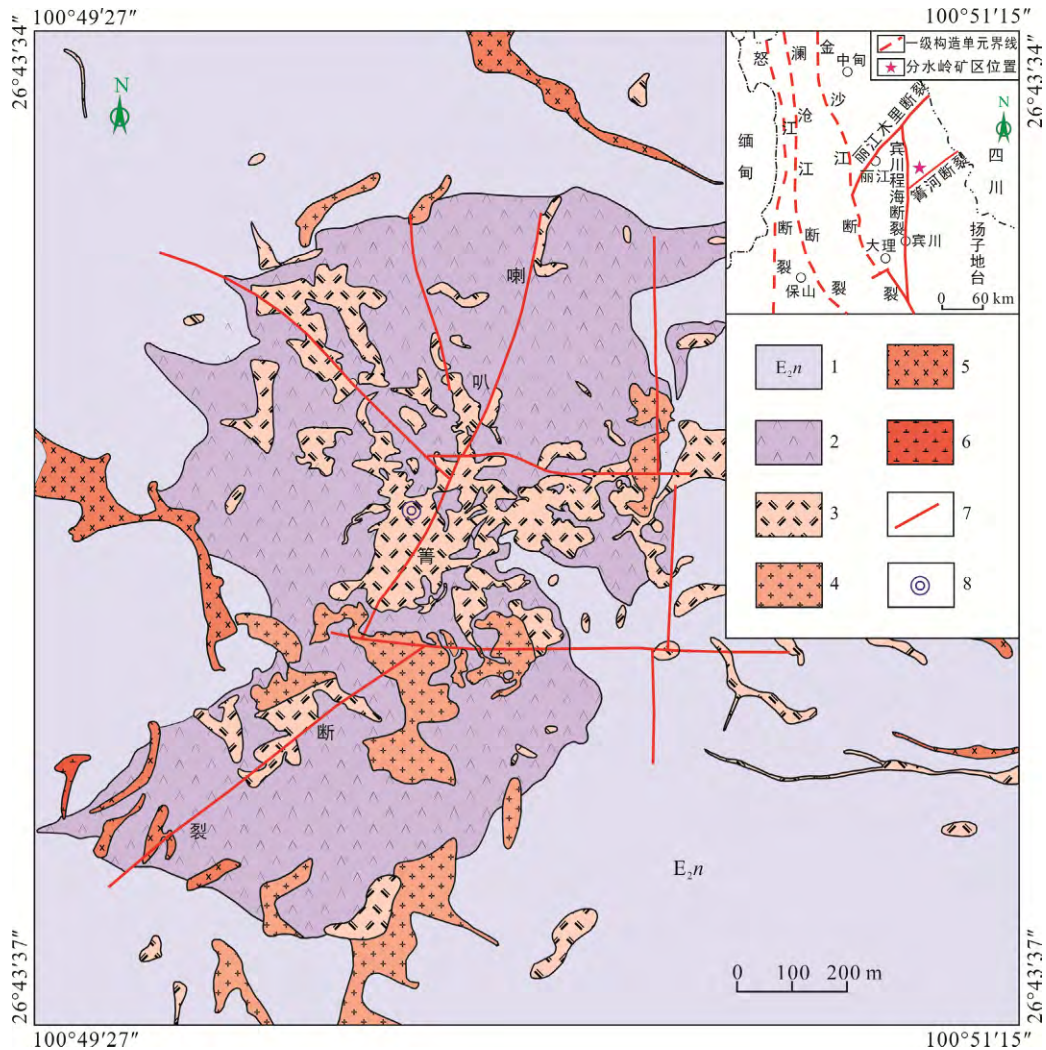 100°49′27″
100°51′15″
26°43′34″
26°43′34″
N
一级构造单元界线
分水岭矿区位置
怒江断裂
澜沧江断裂
金沙江断裂
中甸
丽江木里断裂
丽江
宾川程海断裂
箐河断裂
N
四川
缅甸
扬子地台
大理
宾川
保山
0 60 km
喇叭箐断裂
E₂n 1
2
3
4
5
6
7
8
E₂n
0 100 200 m
26°43′37″
26°43′37″
100°49′27″
100°51′15″